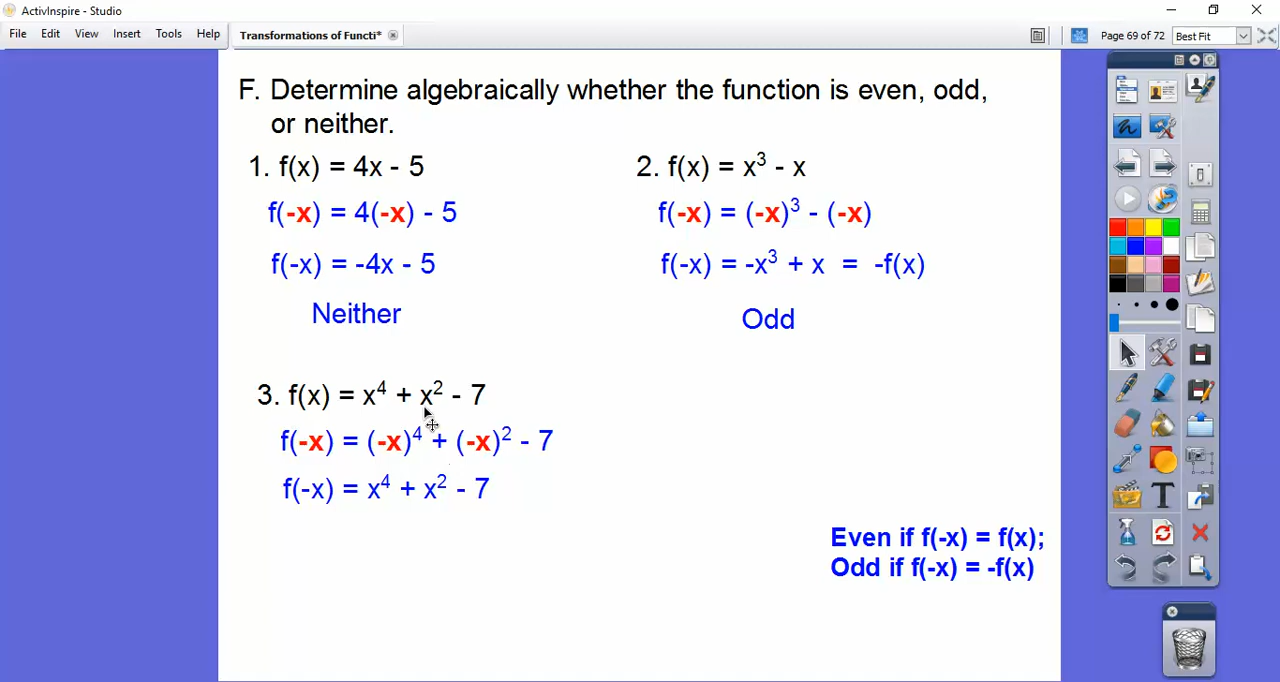 ActivInspire - Studio
File Edit View Insert Tools Help
Transformations of Functi*
Page 69 of 72
Best Fit
F. Determine algebraically whether the function is even, odd,
or neither.
1. f(x) = 4x - 5
f(-x) = 4(-x) - 5
f(-x) = -4x - 5
Neither
2. f(x) = x³ - x
f(-x) = (-x)³ - (-x)
f(-x) = -x³ + x = -f(x)
Odd
3. f(x) = x⁴ + x² - 7
f(-x) = (-x)⁴ + (-x)² - 7
f(-x) = x⁴ + x² - 7
Even if f(-x) = f(x);
Odd if f(-x) = -f(x)